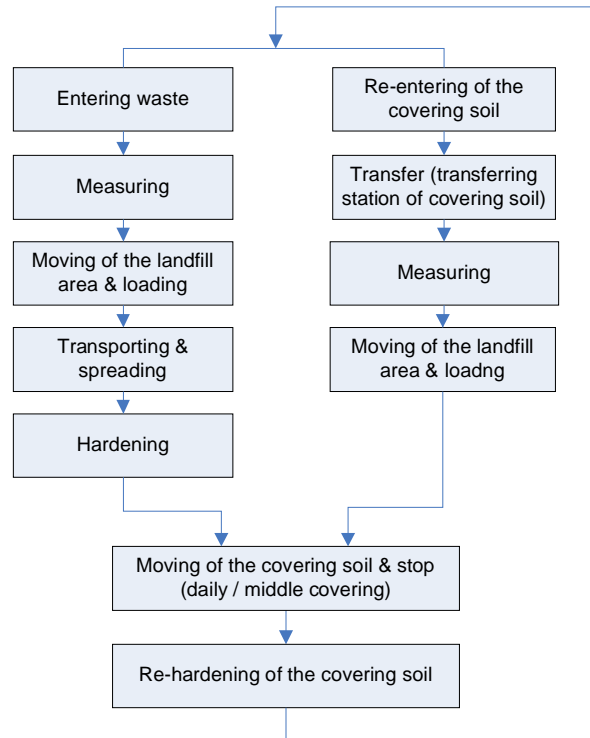 Entering waste
Measuring
Moving of the landfill
area & loading
Transporting &
spreading
Hardening
Re-entering of the
covering soil
Transfer (transferring
station of covering soil)
Measuring
Moving of the landfill
area & loadng
Moving of the covering soil & stop
(daily / middle covering)
Re-hardening of the covering soil